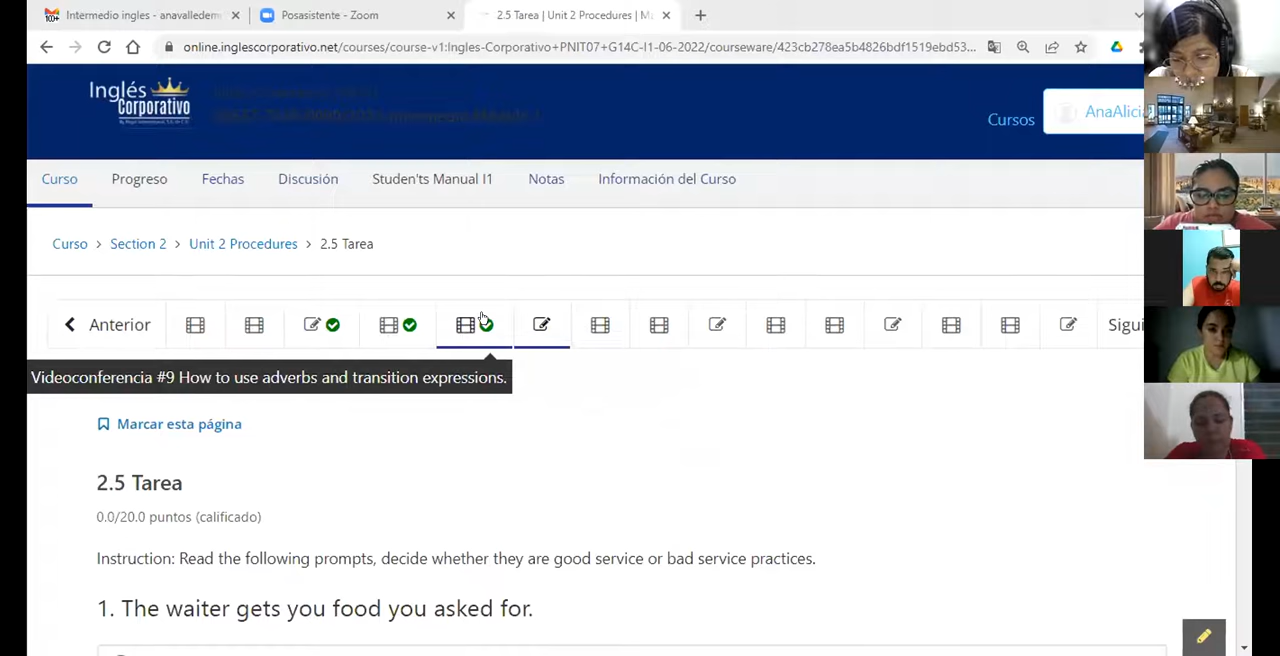 Intermedio ingles - anavalledem
Posasistente - Zoom
2.5 Tarea | Unit 2 Procedures | Ma
online.inglescorporativo.net/courses/course-v1:Ingles-Corporativo+PNIT07+G14C-I1-06-2022/courseware/423cb278ea5b4826bdf1519ebd53...
Inglés
Corporativo
Cursos
AnaAlicia
Curso
Progreso
Fechas
Discusión
Studen'ts Manual I1
Notas
Información del Curso
Curso > Section 2 > Unit 2 Procedures > 2.5 Tarea
Anterior
Sigui
Videoconferencia #9 How to use adverbs and transition expressions.
Marcar esta página
2.5 Tarea
0.0/20.0 puntos (calificado)
Instruction: Read the following prompts, decide whether they are good service or bad service practices.
1. The waiter gets you food you asked for.